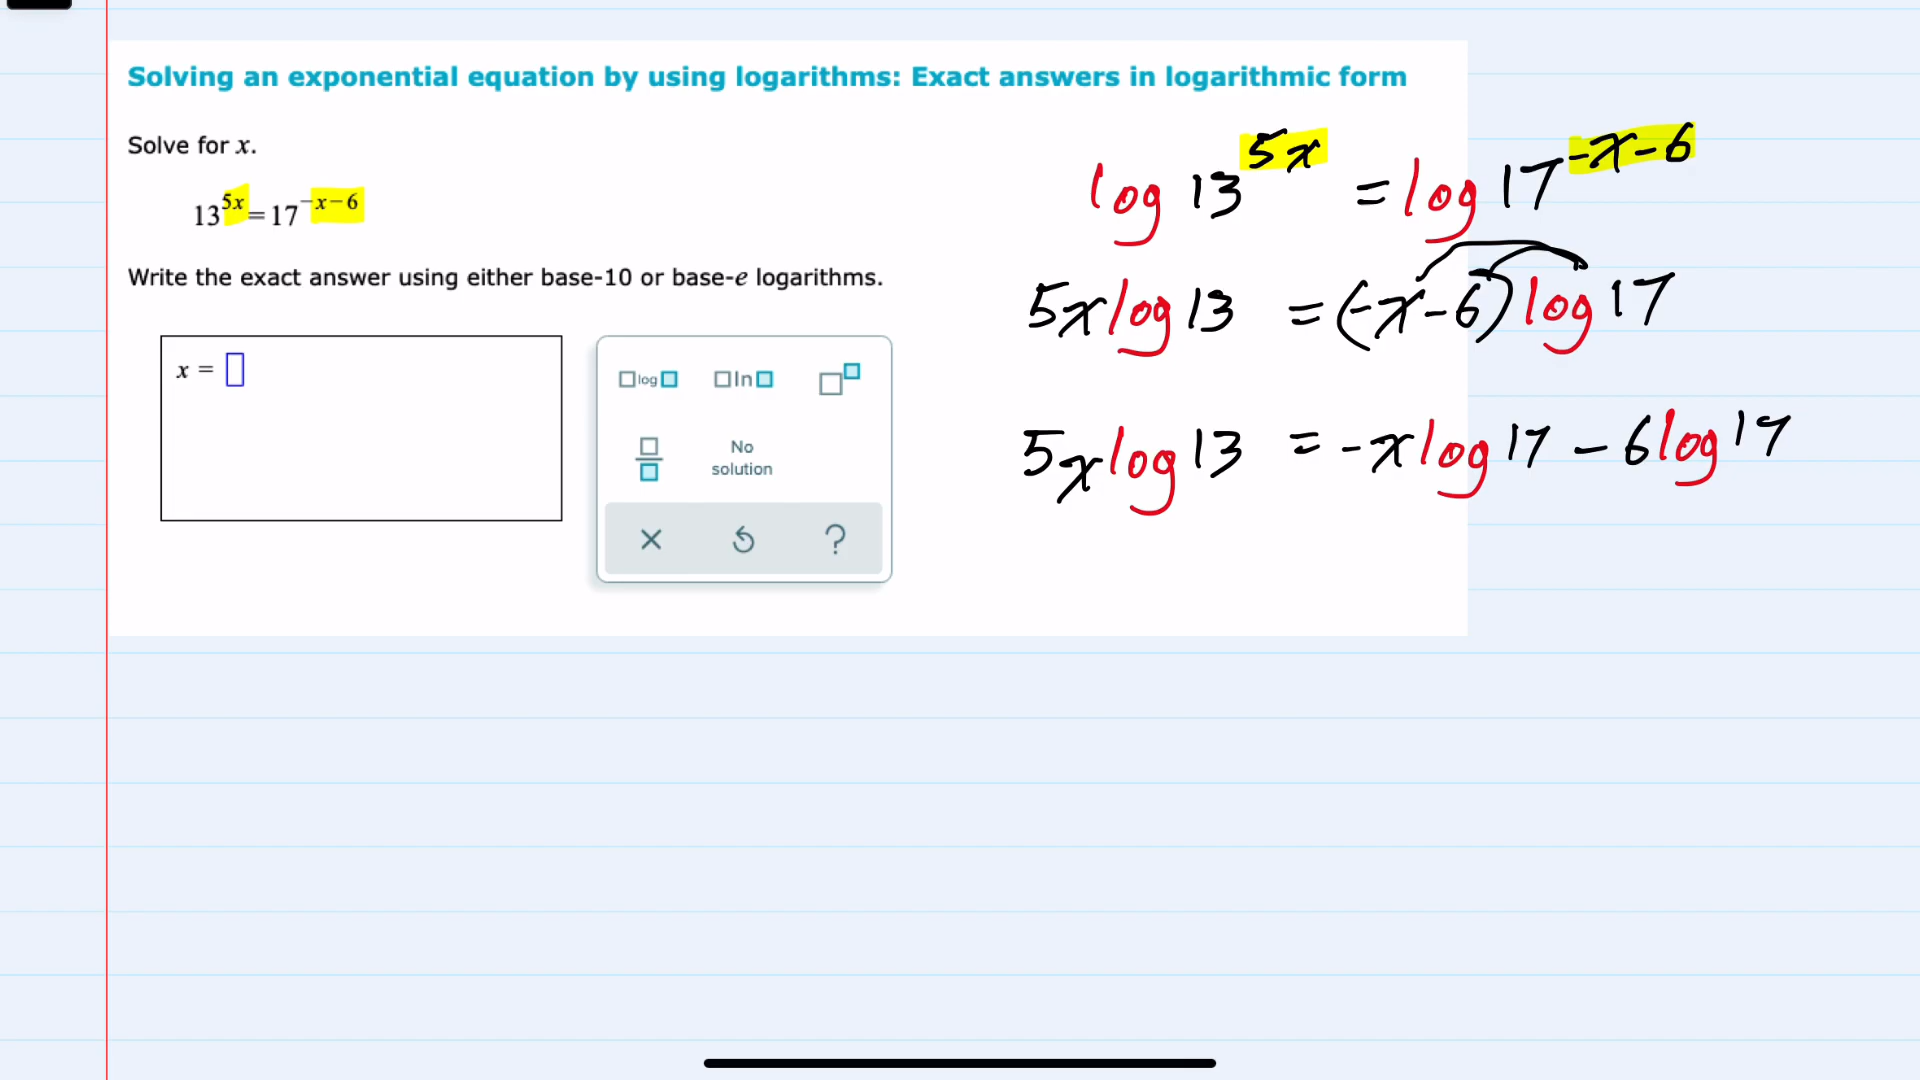 Solving an exponential equation by using logarithms: Exact answers in logarithmic form
Solve for x.
13^{5x} = 17^{-x-6}
Write the exact answer using either base-10 or base-e logarithms.
x = □
□log□ □ln□ □^□
□/□ No solution
× ↺ ?
log 13^{5x} = log 17^{-x-6}
5x log 13 = (-x-6) log 17
5x log 13 = -x log 17 - 6 log 17